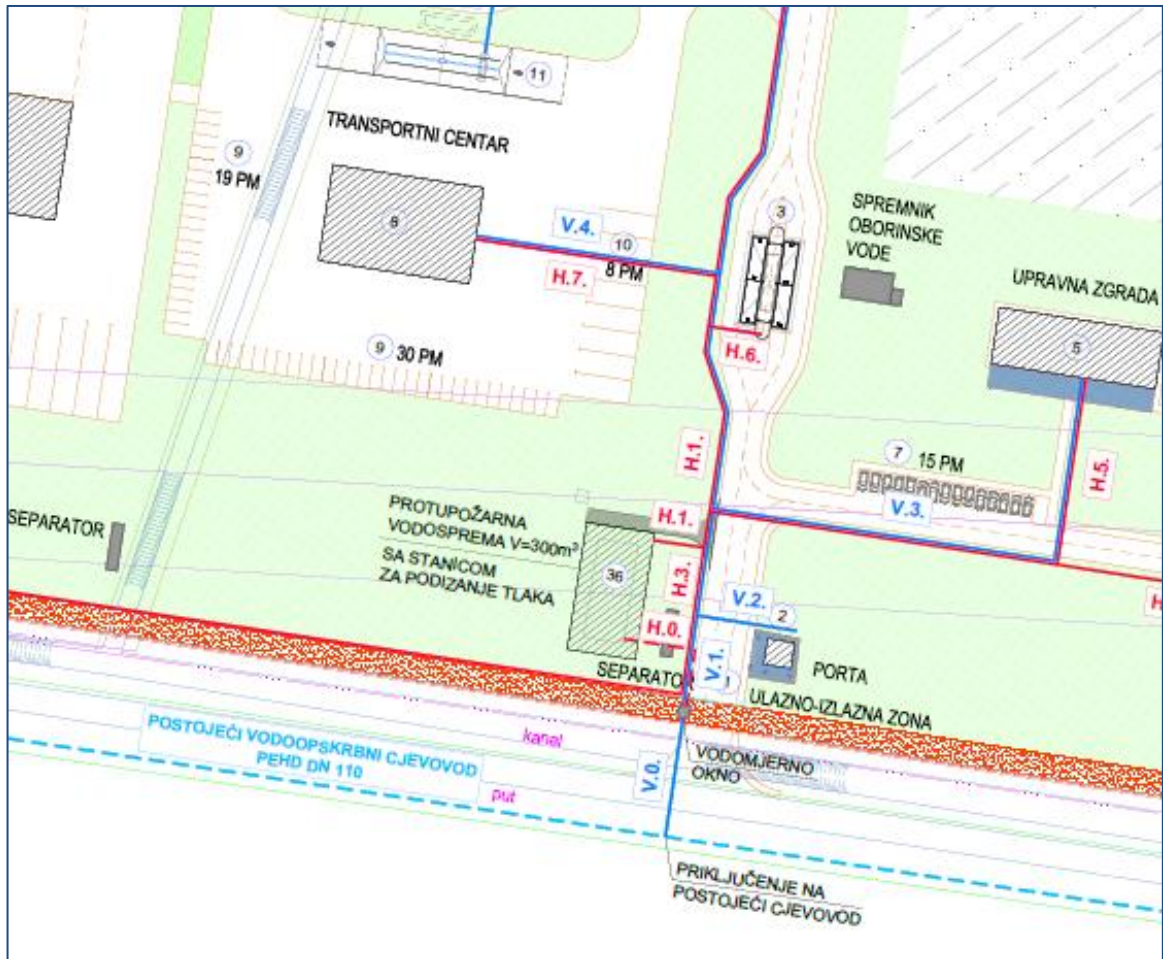 11
TRANSPORTNI CENTAR
9
19 PM
8
V.4.
10
8 PM
H.7.
3
SPREMNIK
OBORINSKE
VODE
UPRAVNA ZGRADA
5
9 30 PM
H.6.
H.1.
7 15 PM
V.3.
H.5.
PROTUPOŽARNA
VODOSPREMA V=300m³
SA STANICOM
ZA PODIZANJE TLAKA
H.1.
SEPARATOR
36
H.3.
V.2.
2
H.0.
V.1.
SEPARATOR
PORTA
ULAZNO-IZLAZNA ZONA
kanal
POSTOJEĆI VODOOPSKRBNI CJEVOVOD
PEHD DN 110
put
V.0.
VODOMJERNO
OKNO
PRIKLJUČENJE NA
POSTOJEĆI CJEVOVOD